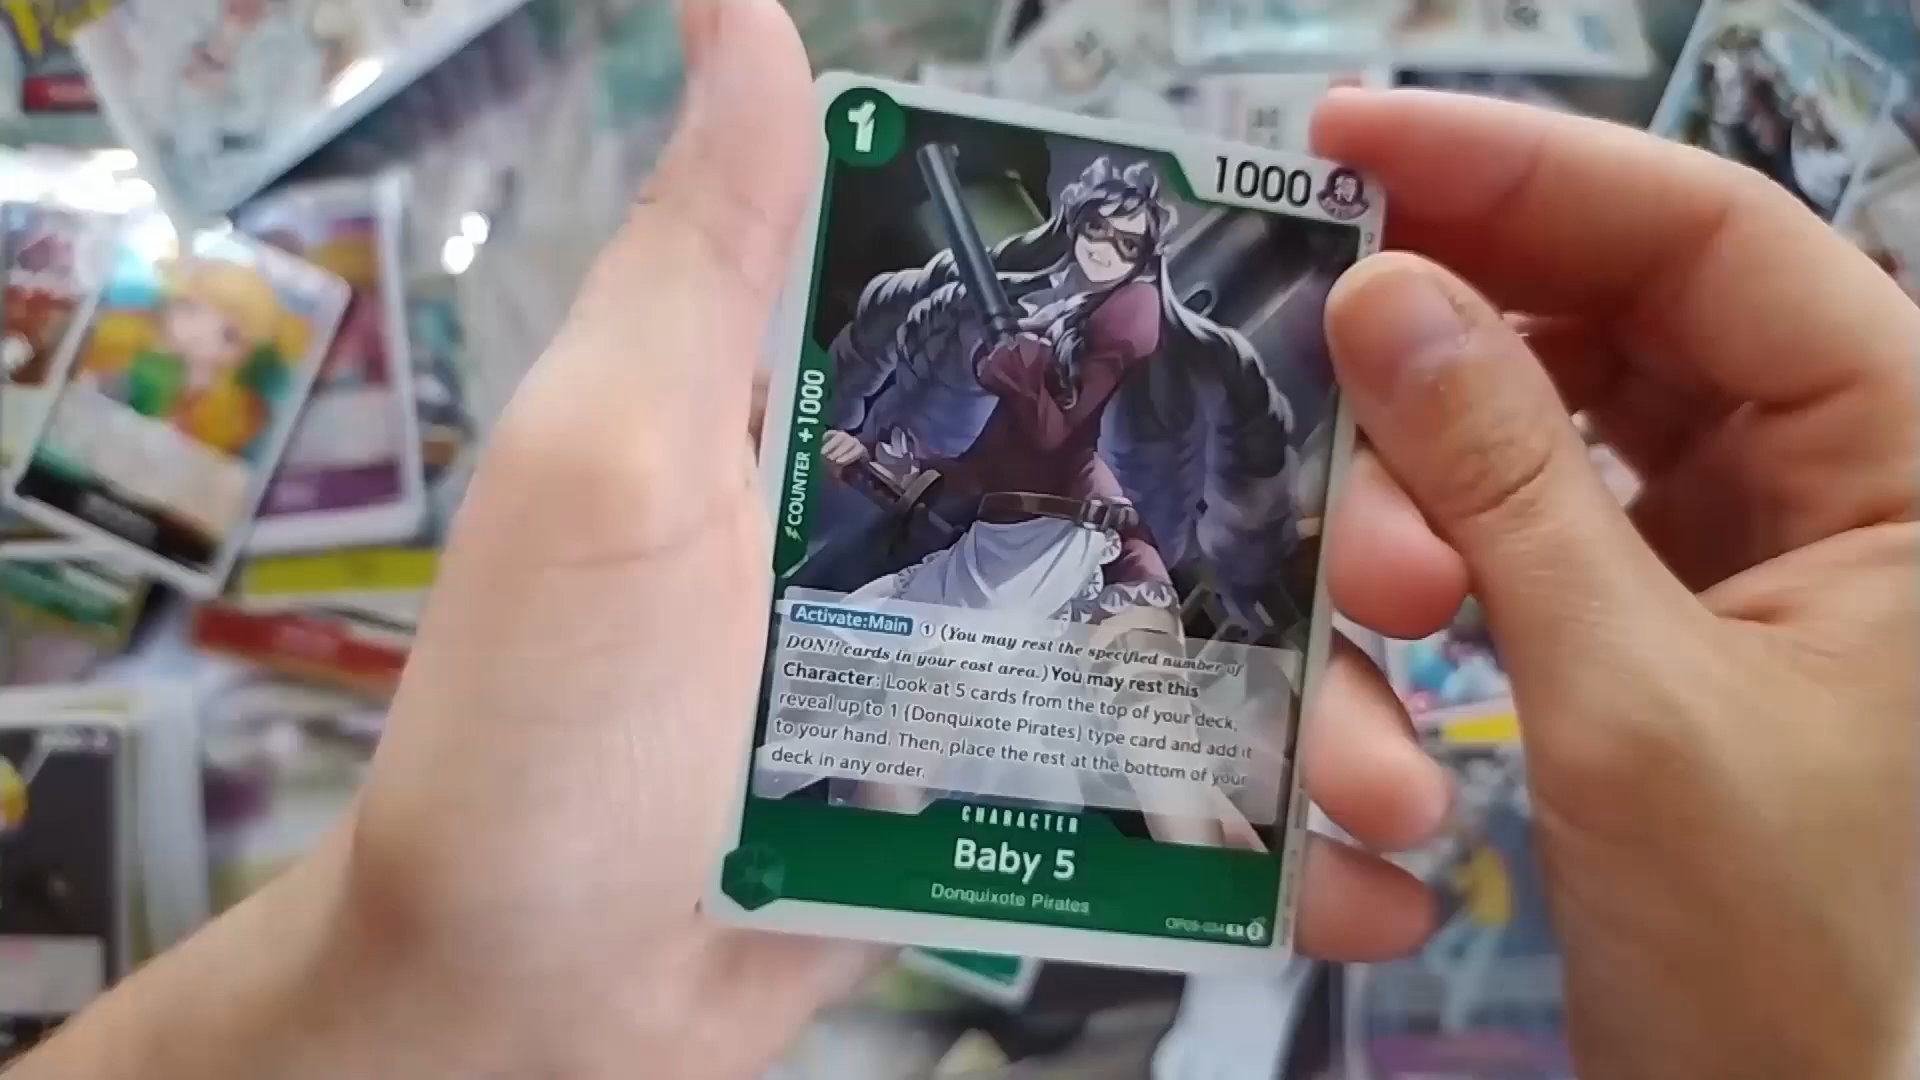 1
1000 特
⚡COUNTER +1000
Activate:Main ① (You may rest the specified number of
DON!! cards in your cost area.) You may rest this
Character: Look at 5 cards from the top of your deck,
reveal up to 1 {Donquixote Pirates} type card and add it
to your hand. Then, place the rest at the bottom of your
deck in any order.
CHARACTER
Baby 5
Donquixote Pirates
OP05-034